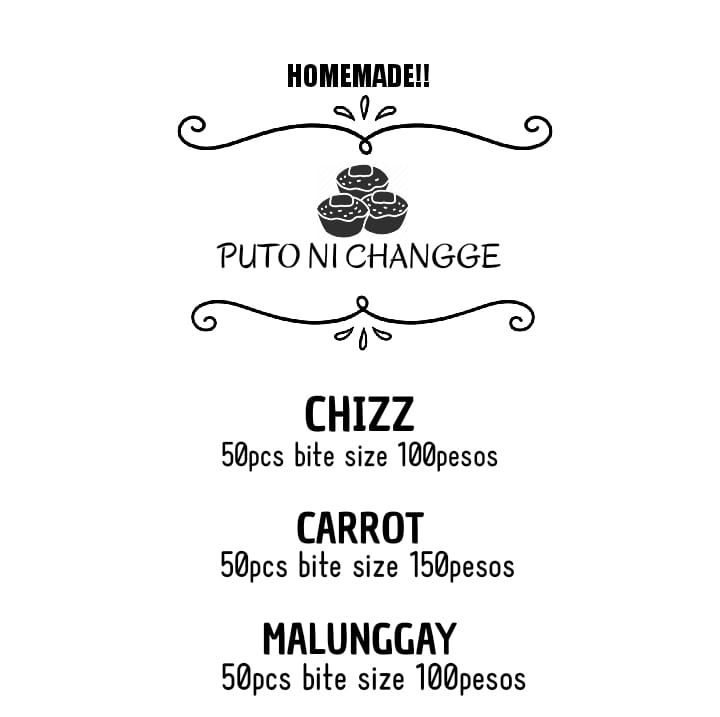 HOMEMADE!!
PUTO NI CHANGGE
CHIZZ
50pcs bite size 100pesos
CARROT
50pcs bite size 150pesos
MALUNGGAY
50pcs bite size 100pesos